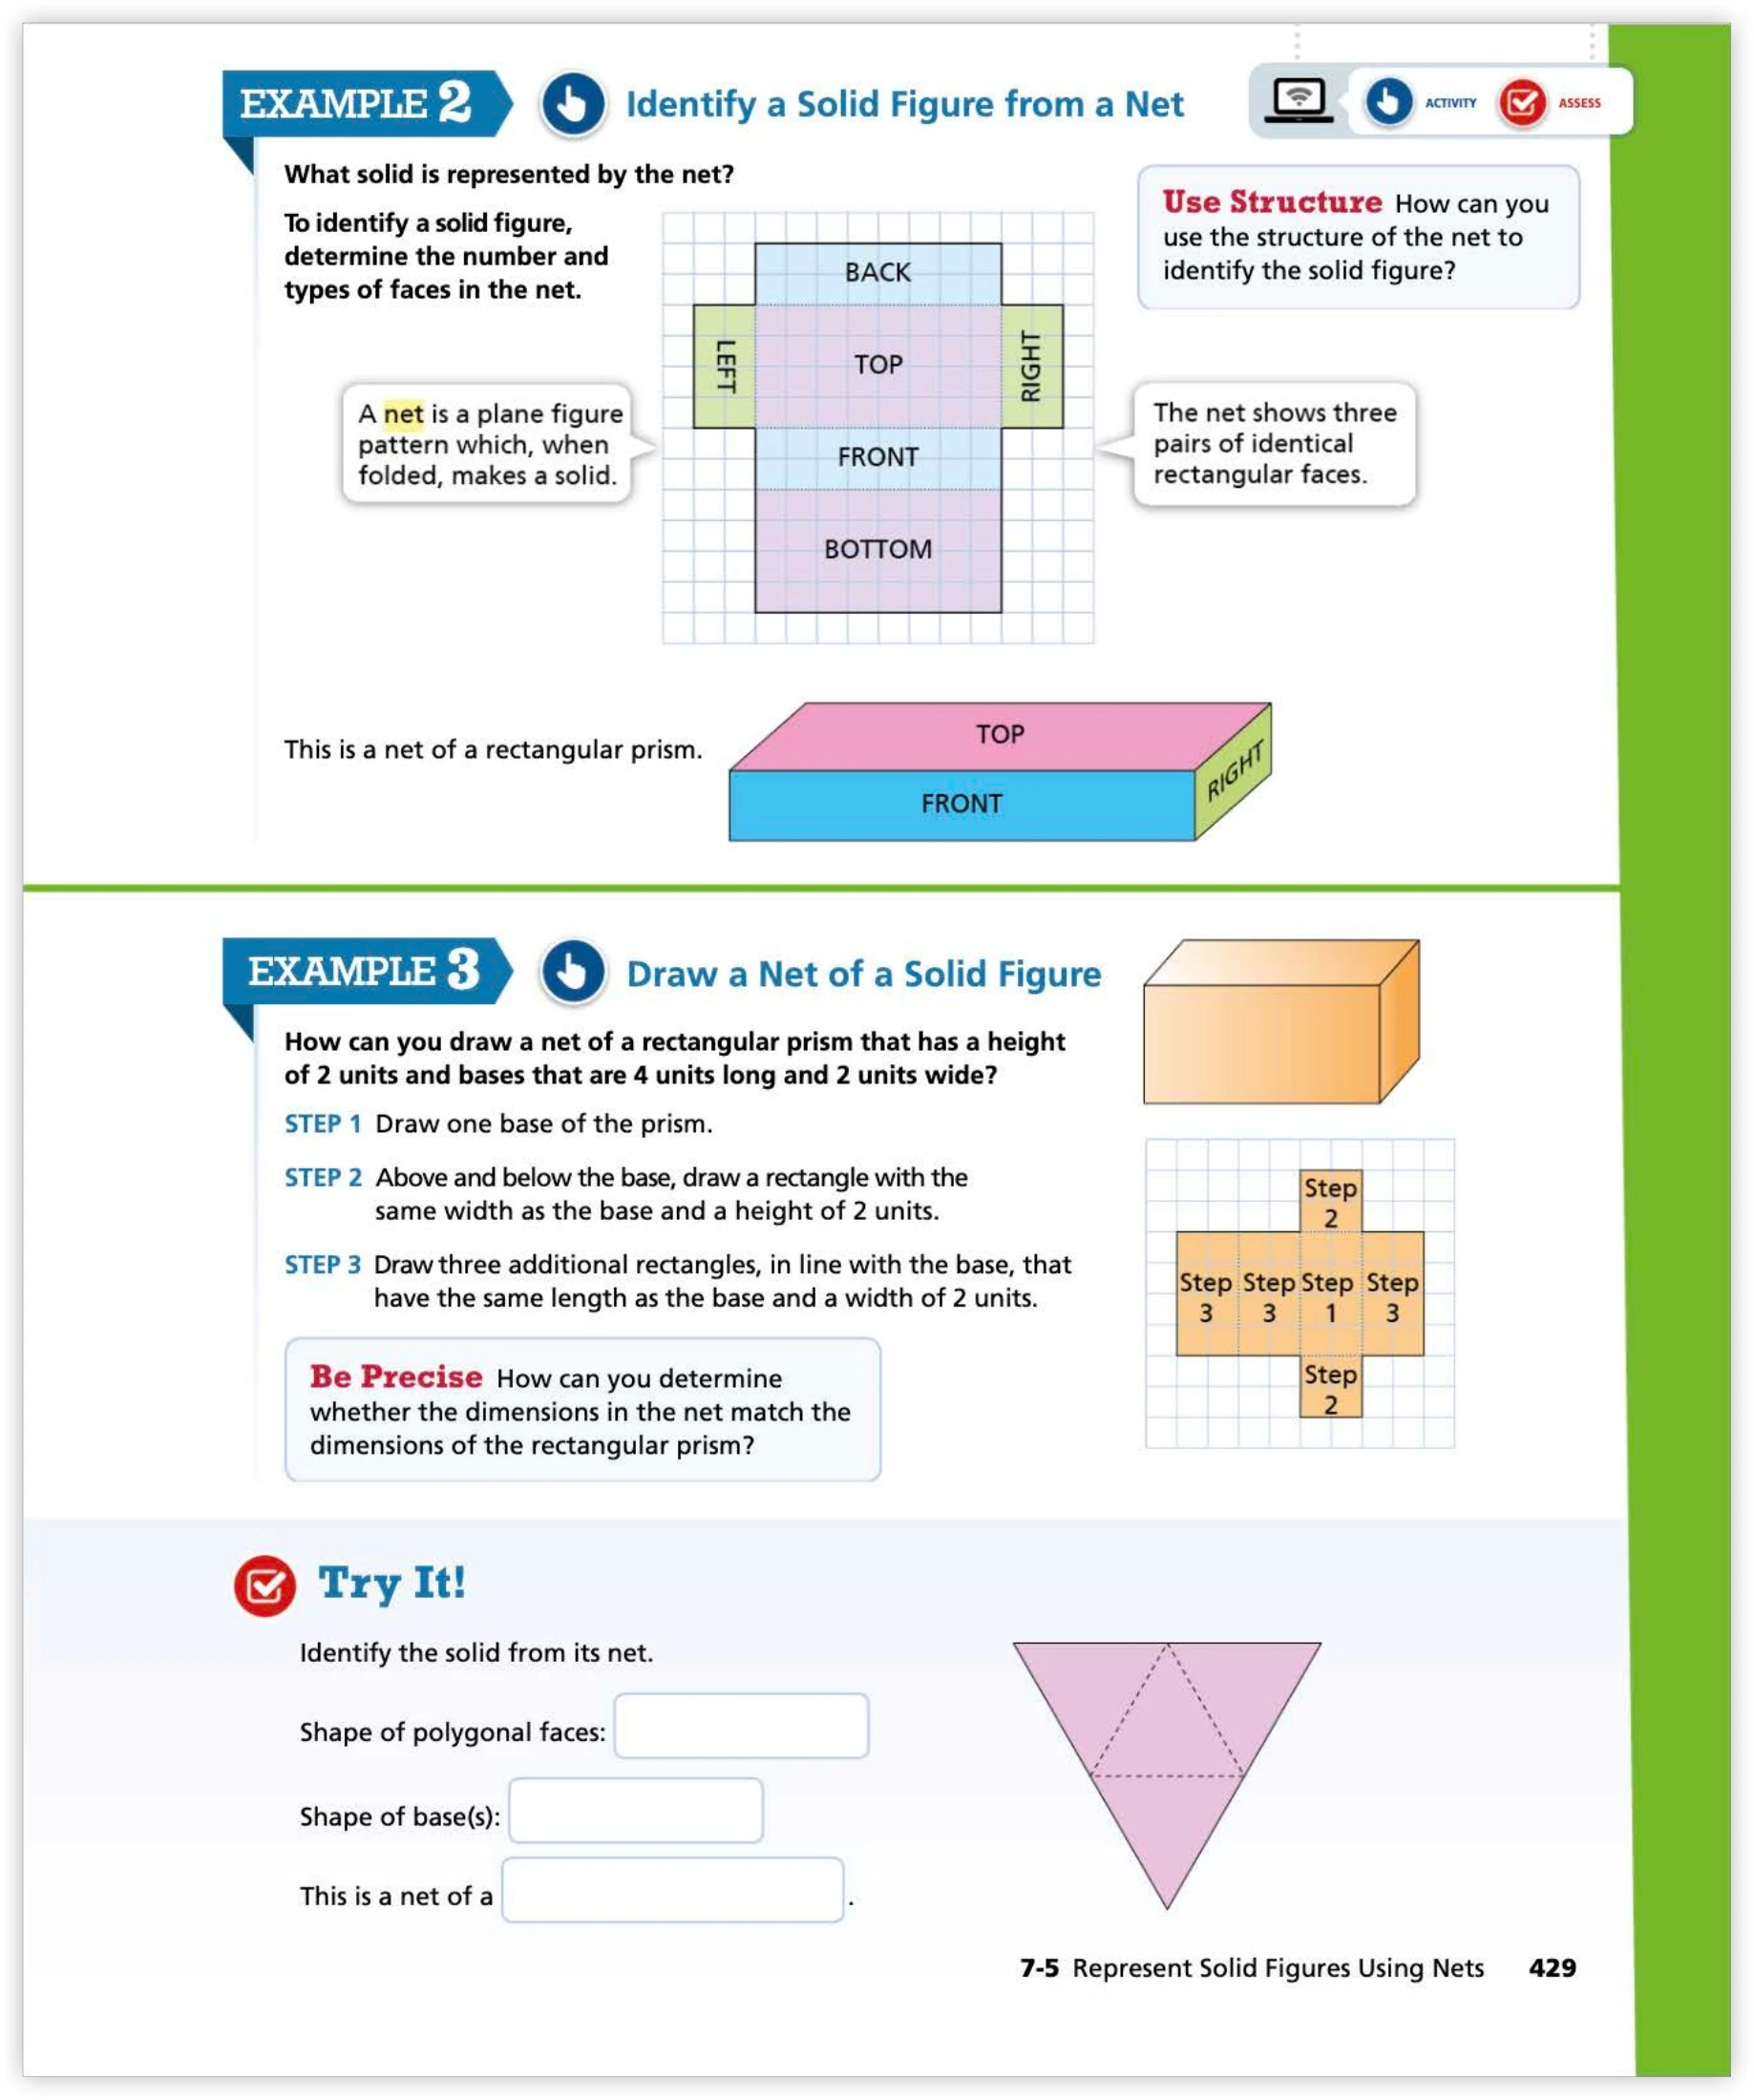 EXAMPLE 2
Identify a Solid Figure from a Net
ACTIVITY
ASSESS
What solid is represented by the net?
To identify a solid figure,
determine the number and
types of faces in the net.
Use Structure How can you
use the structure of the net to
identify the solid figure?
BACK
LEFT
TOP
RIGHT
FRONT
BOTTOM
A net is a plane figure
pattern which, when
folded, makes a solid.
The net shows three
pairs of identical
rectangular faces.
This is a net of a rectangular prism.
TOP
FRONT
RIGHT
EXAMPLE 3
Draw a Net of a Solid Figure
How can you draw a net of a rectangular prism that has a height
of 2 units and bases that are 4 units long and 2 units wide?
STEP 1 Draw one base of the prism.
STEP 2 Above and below the base, draw a rectangle with the
same width as the base and a height of 2 units.
STEP 3 Draw three additional rectangles, in line with the base, that
have the same length as the base and a width of 2 units.
Step
2
Step Step Step Step
3 3 1 3
Step
2
Be Precise How can you determine
whether the dimensions in the net match the
dimensions of the rectangular prism?
Try It!
Identify the solid from its net.
Shape of polygonal faces:
Shape of base(s):
This is a net of a .
7-5 Represent Solid Figures Using Nets 429